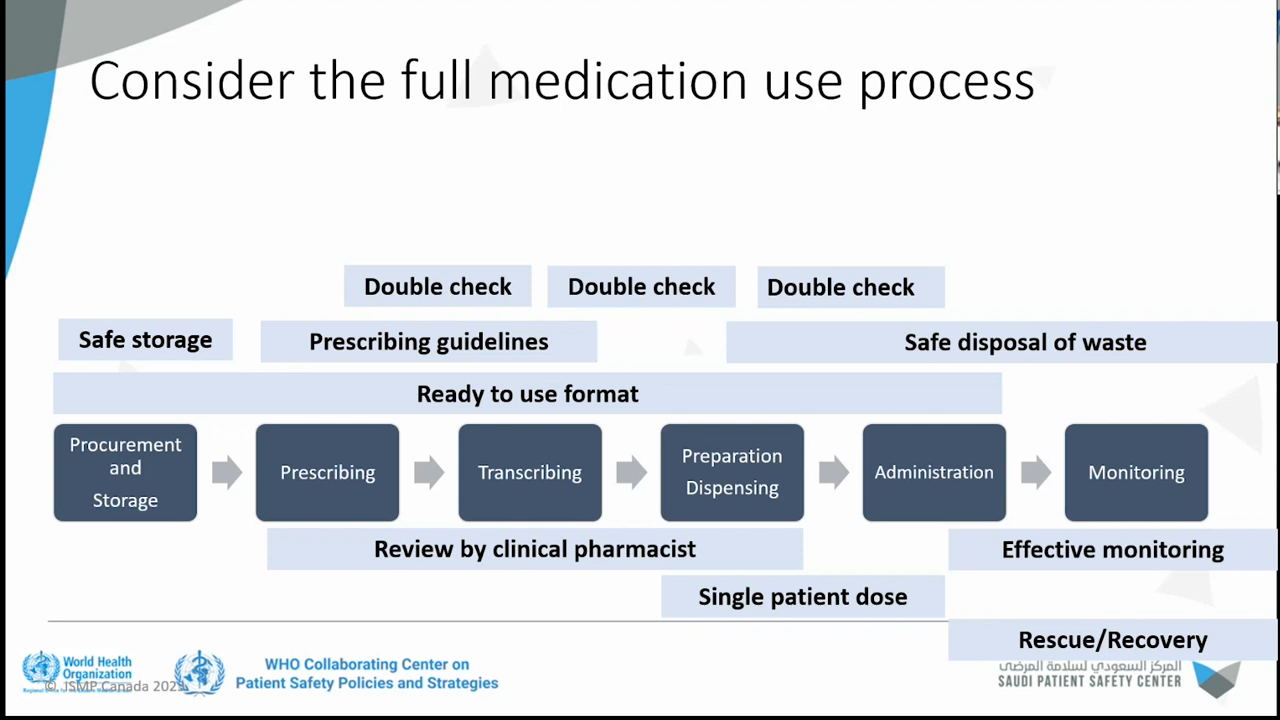 Consider the full medication use process
Double check
Double check
Double check
Safe storage
Prescribing guidelines
Safe disposal of waste
Ready to use format
Procurement
and
Storage
Prescribing
Transcribing
Preparation
Dispensing
Administration
Monitoring
Review by clinical pharmacist
Effective monitoring
Single patient dose
Rescue/Recovery
World Health
Organization
© ISMP Canada 2023
WHO Collaborating Center on
Patient Safety Policies and Strategies
المركز السعودي لسلامة المرضى
SAUDI PATIENT SAFETY CENTER